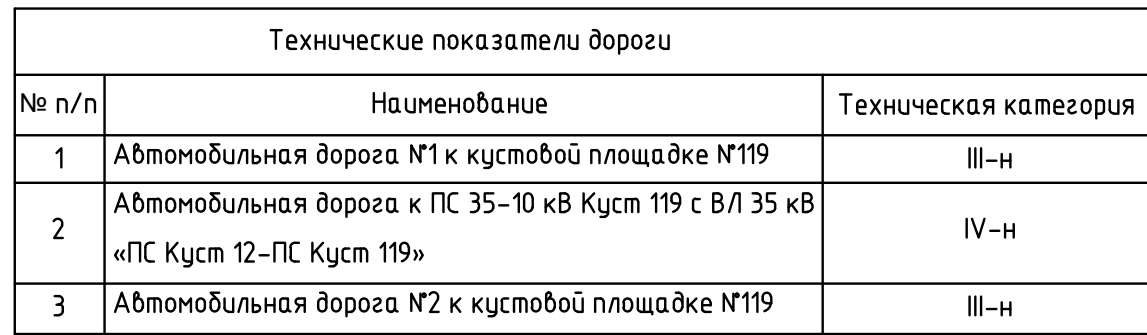 Технические показатели дороги
№ п/п Наименование Техническая категория
1 Автомобильная дорога №1 к кустовой площадке №119 III-н
2 Автомобильная дорога к ПС 35-10 кВ Куст 119 с ВЛ 35 кВ IV-н
«ПС Куст 12-ПС Куст 119»
3 Автомобильная дорога №2 к кустовой площадке №119 III-н